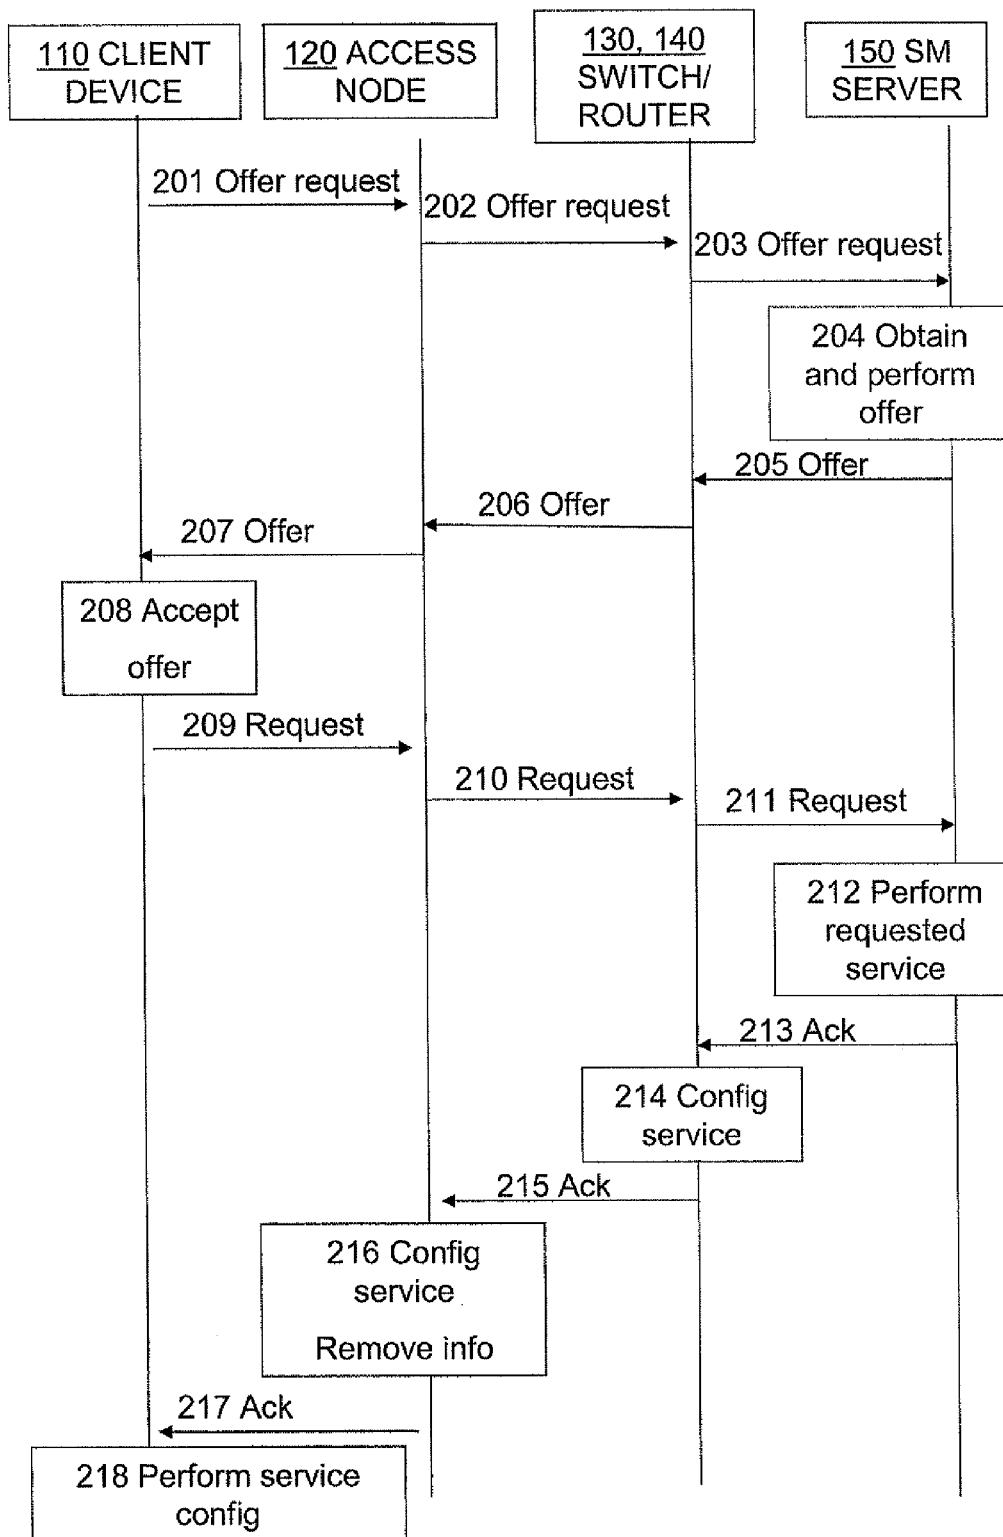 110 CLIENT
DEVICE
120 ACCESS
NODE
130, 140
SWITCH/
ROUTER
150 SM
SERVER
201 Offer request
202 Offer request
203 Offer request
204 Obtain
and perform
offer
205 Offer
206 Offer
207 Offer
208 Accept
offer
209 Request
210 Request
211 Request
212 Perform
requested
service
213 Ack
214 Config
service
215 Ack
216 Config
service
Remove info
217 Ack
218 Perform service
config